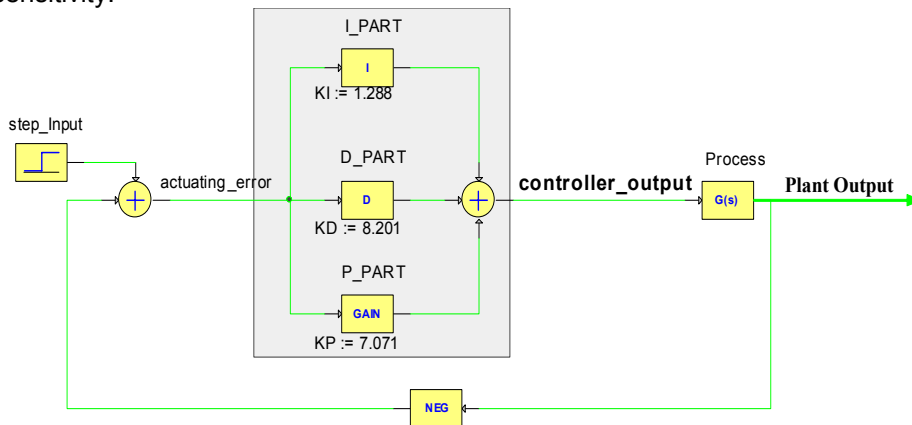 sensitivity.
I_PART
I
KI := 1.288
step_Input
D_PART
Process
actuating_error
D
controller_output
G(s)
Plant Output
KD := 8.201
P_PART
GAIN
KP := 7.071
NEG